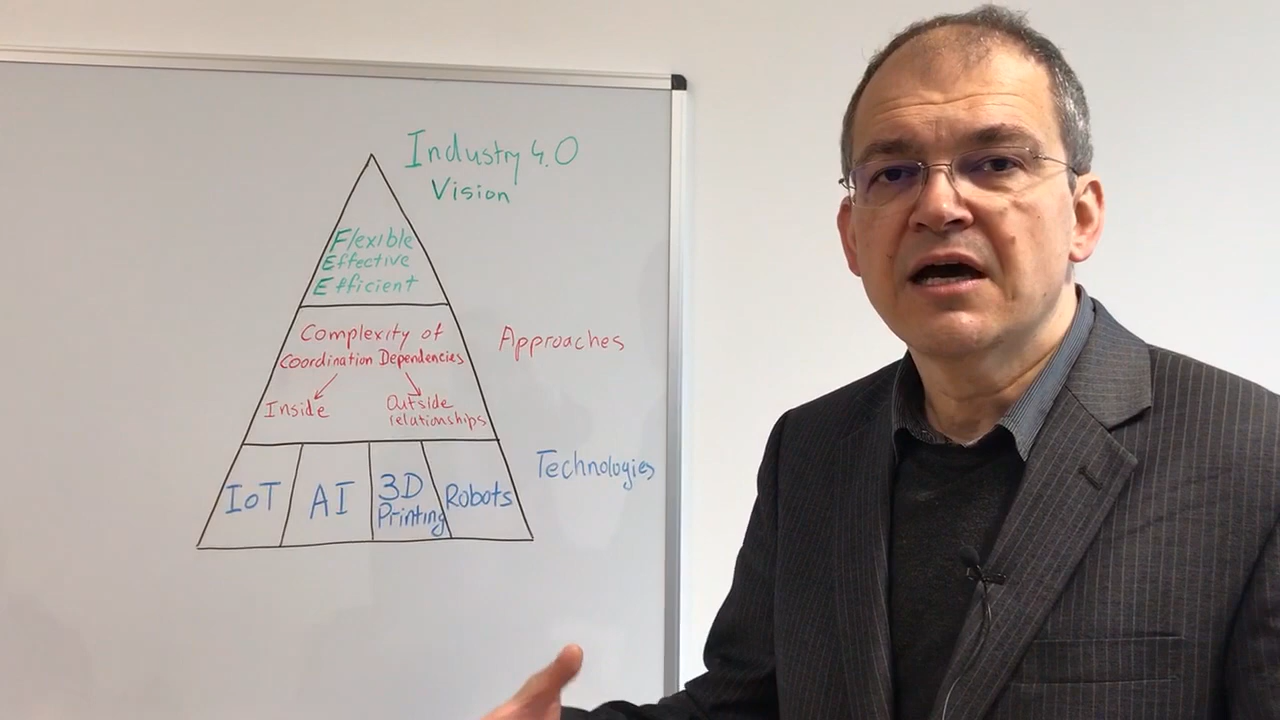 Industry 4.0
Vision
Flexible
Effective
Efficient
Complexity of
Coordination Dependencies
Approaches
Inside
Outside
relationships
Technologies
IoT
AI
3D
Printing
Robots